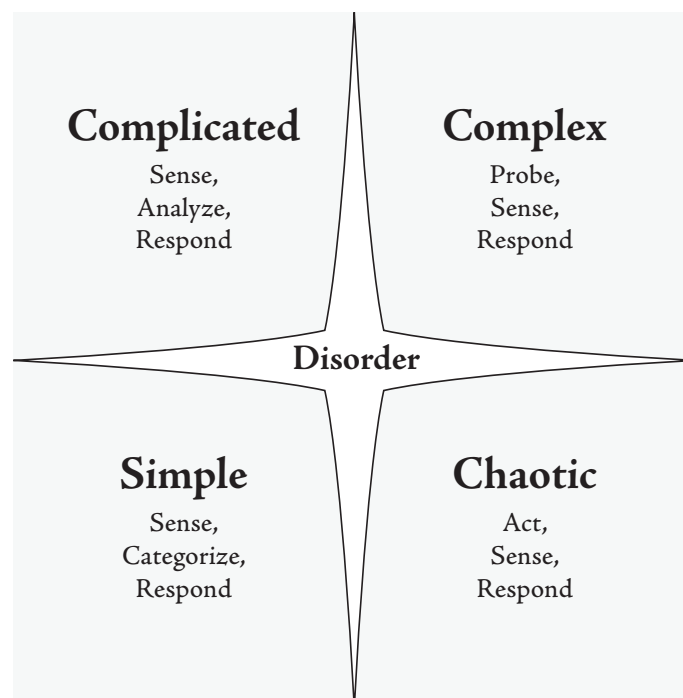 Complicated
Sense,
Analyze,
Respond
Complex
Probe,
Sense,
Respond
Disorder
Simple
Sense,
Categorize,
Respond
Chaotic
Act,
Sense,
Respond